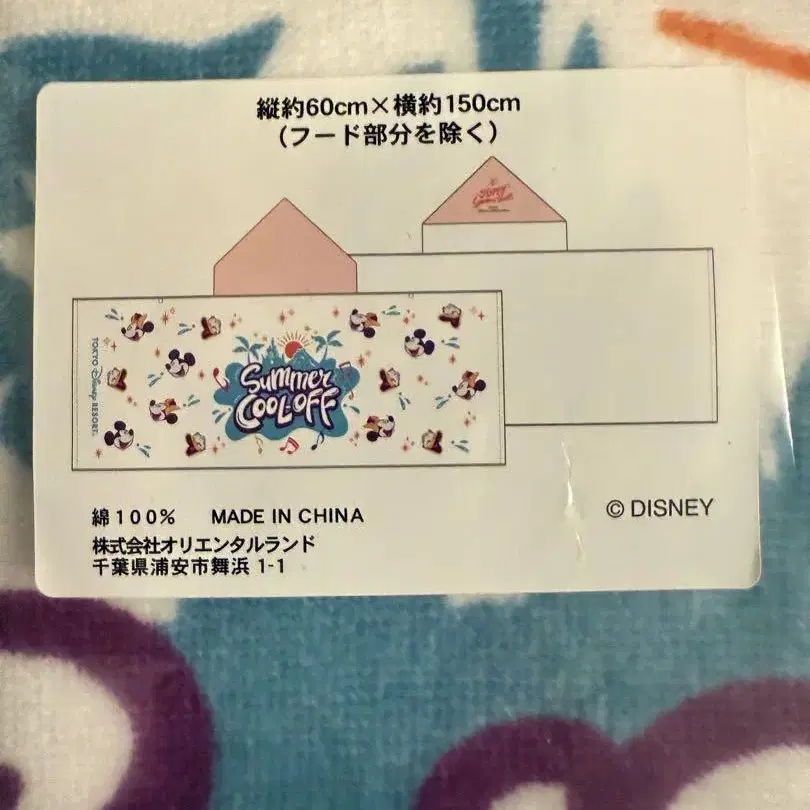 縦約60cm×横約150cm
（フード部分を除く）
TOKYO Disney RESORT
Summer
COOL-OFF
綿100% MADE IN CHINA
© DISNEY
株式会社オリエンタルランド
千葉県浦安市舞浜 1-1